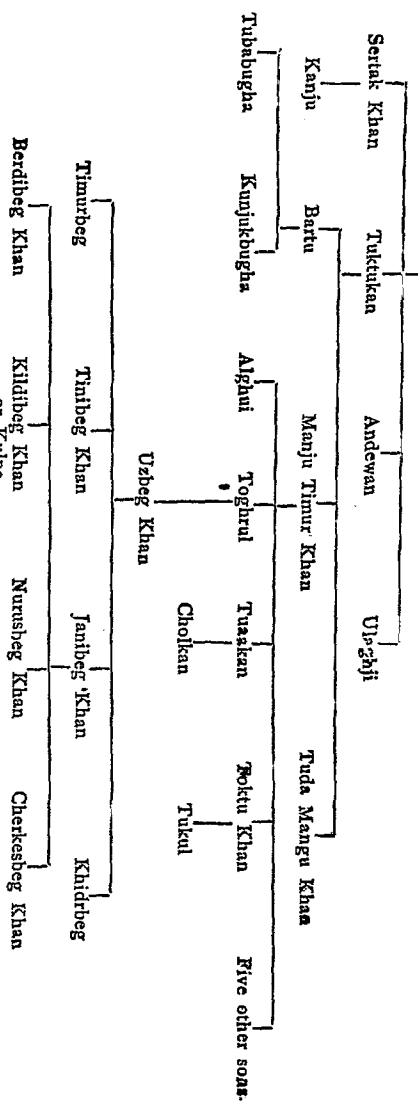 Sertak Khan Tuktukan Andewan Ulaghji
Kanju Bartu Manju Timur Khan Tuda Mangu Khan
Tubabugha Kunjukbugha Alghui Toghrul Tuaakan Toktu Khan Five other sons.
Cholkan Tukul
Uzbeg Khan
Timurbeg Tinibeg Khan Janibeg Khan Khidrbeg
Berdibeg Khan Kildibeg Khan Nurusbeg Khan Cherkesbeg Khan